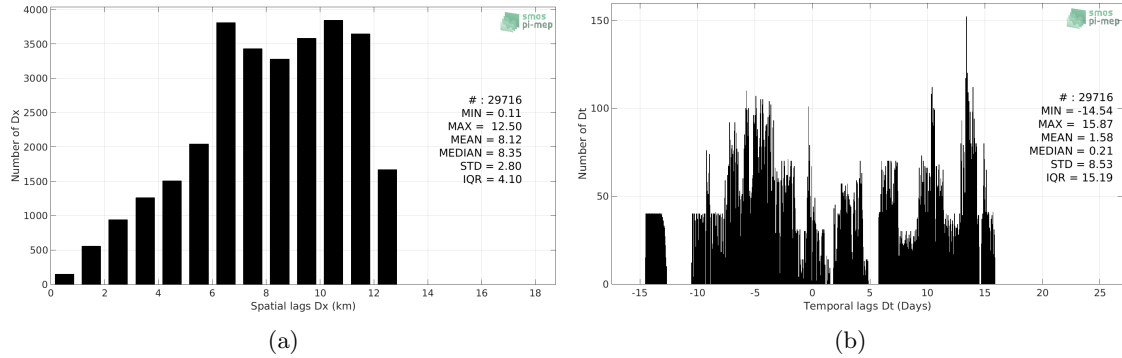 4000
3500
3000
2500
2000
1500
1000
500
0
Number of Dx
0 2 4 6 8 10 12 14 16 18
Spatial lags Dx (km)
smos
pi-mep
# : 29716
MIN = 0.11
MAX = 12.50
MEAN = 8.12
MEDIAN = 8.35
STD = 2.80
IQR = 4.10
(a)
150
100
50
0
Number of Dt
-15 -10 -5 0 5 10 15 20 25
Temporal lags Dt (Days)
smos
pi-mep
# : 29716
MIN = -14.54
MAX = 15.87
MEAN = 1.58
MEDIAN = 0.21
STD = 8.53
IQR = 15.19
(b)